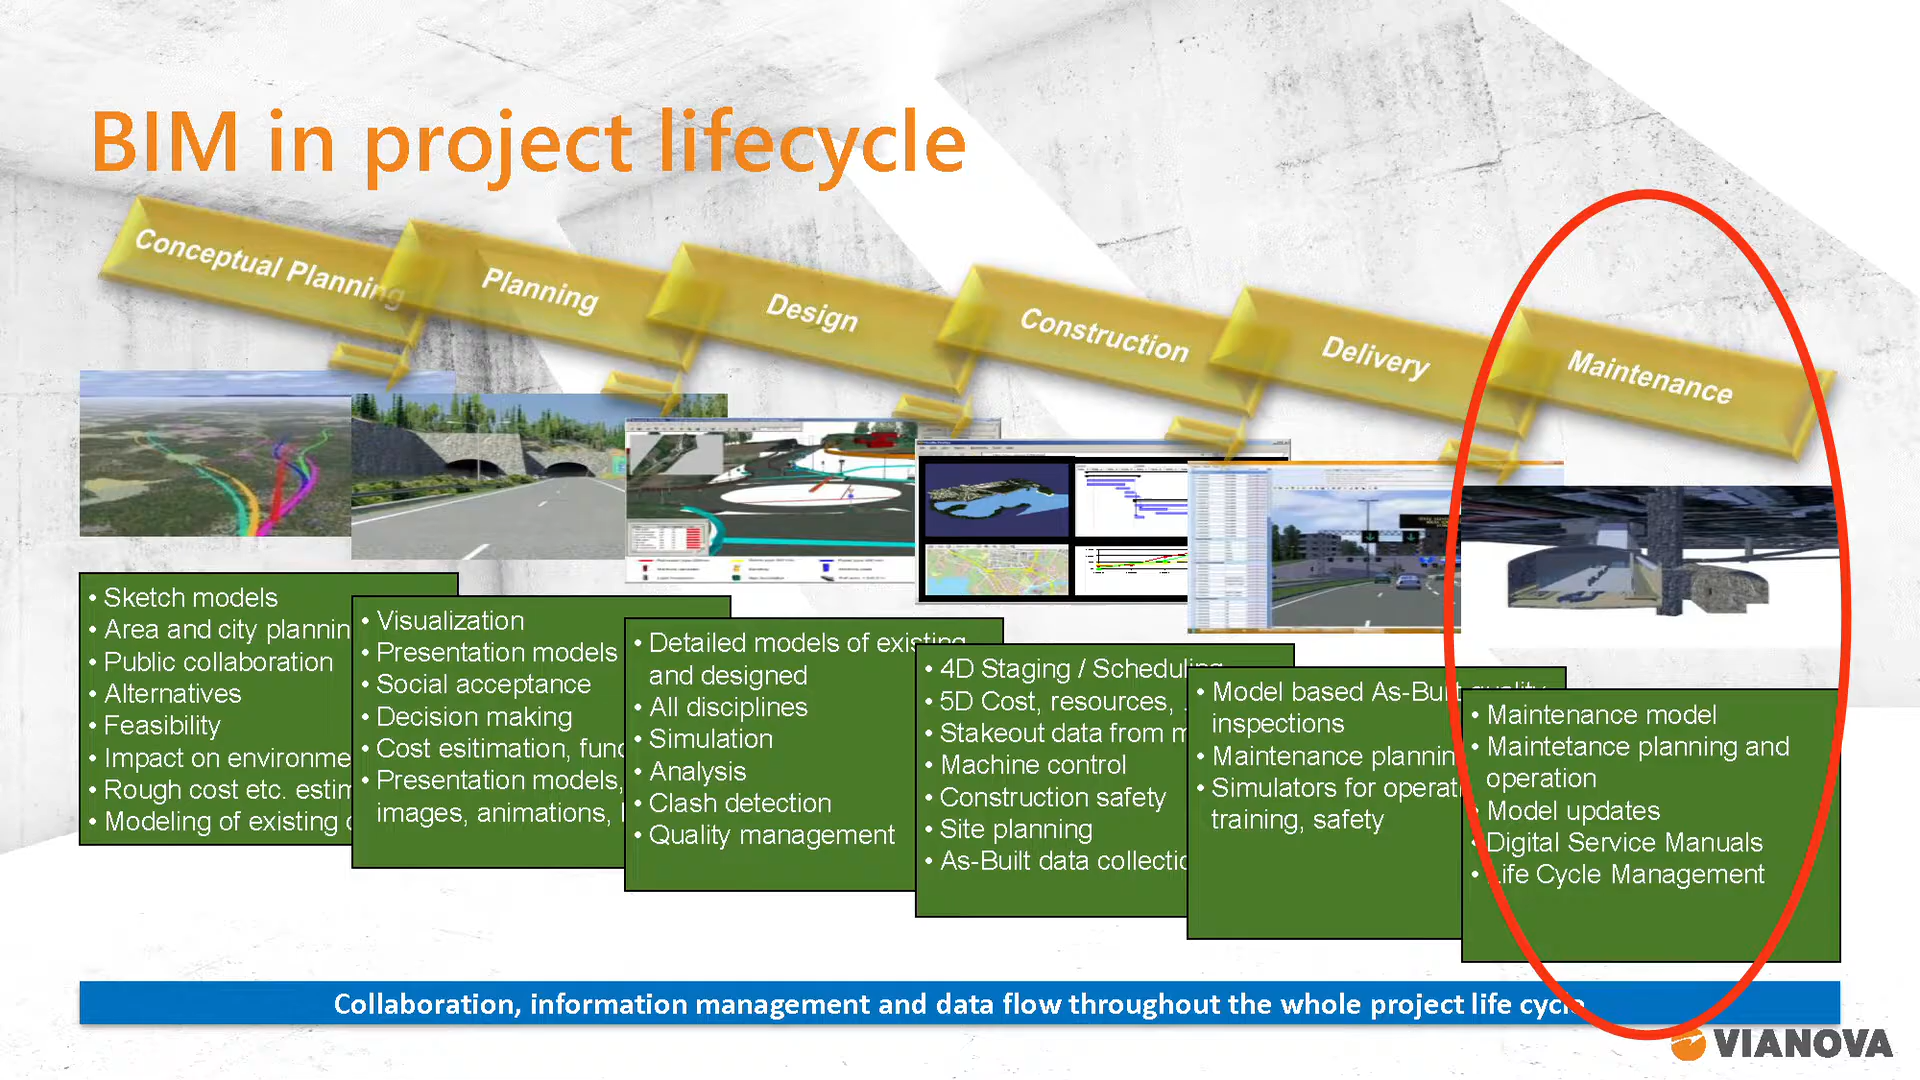 BIM in project lifecycle
Conceptual Planning
Planning
Design
Construction
Delivery
Maintenance
• Sketch models
• Area and city plannin
• Public collaboration
• Alternatives
• Feasibility
• Impact on environme
• Rough cost etc. estim
• Modeling of existing
• Visualization
• Presentation models
• Social acceptance
• Decision making
• Cost esitimation, func
• Presentation models,
images, animations,
• Detailed models of existing
and designed
• All disciplines
• Simulation
• Analysis
• Clash detection
• Quality management
• 4D Staging / Scheduling
• 5D Cost, resources,
• Stakeout data from m
• Machine control
• Construction safety
• Site planning
• As-Built data collectio
• Model based As-Built quality
inspections
• Maintenance plannin
• Simulators for operati
training, safety
• Maintenance model
• Maintetance planning and
operation
• Model updates
• Digital Service Manuals
• Life Cycle Management
Collaboration, information management and data flow throughout the whole project life cycle
VIANOVA